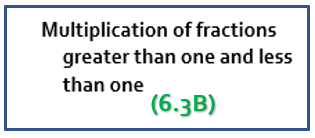 Multiplication of fractions
greater than one and less
than one
(6.3B)